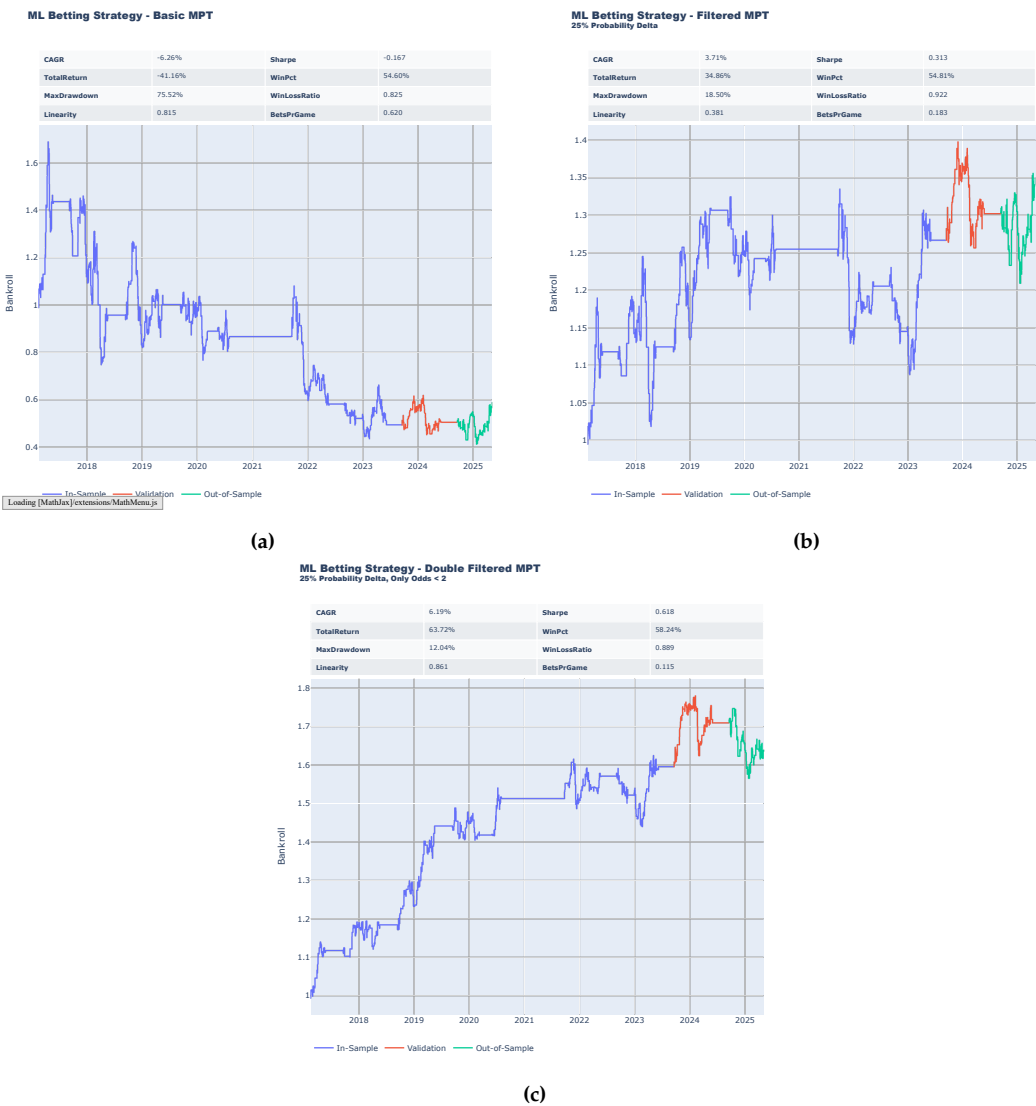 ML Betting Strategy - Basic MPT
CAGR -6.26% Sharpe -0.167
TotalReturn -41.16% WinPct 54.60%
MaxDrawdown 75.52% WinLossRatio 0.825
Linearity 0.815 BetsPrGame 0.620
1.6
1.4
1.2
1
0.8
0.6
0.4
Bankroll
2018 2019 2020 2021 2022 2023 2024 2025
In-Sample Validation Out-of-Sample
Loading [MathJax]/extensions/MathMenu.js
(a)
ML Betting Strategy - Filtered MPT
25% Probability Delta
CAGR 3.71% Sharpe 0.313
TotalReturn 34.86% WinPct 54.81%
MaxDrawdown 18.50% WinLossRatio 0.922
Linearity 0.381 BetsPrGame 0.183
1.4
1.35
1.3
1.25
1.2
1.15
1.1
1.05
1
Bankroll
2018 2019 2020 2021 2022 2023 2024 2025
In-Sample Validation Out-of-Sample
(b)
ML Betting Strategy - Double Filtered MPT
25% Probability Delta, Only Odds < 2
CAGR 6.19% Sharpe 0.618
TotalReturn 63.72% WinPct 58.24%
MaxDrawdown 12.04% WinLossRatio 0.889
Linearity 0.861 BetsPrGame 0.115
1.8
1.7
1.6
1.5
1.4
1.3
1.2
1.1
1
Bankroll
2018 2019 2020 2021 2022 2023 2024 2025
In-Sample Validation Out-of-Sample
(c)